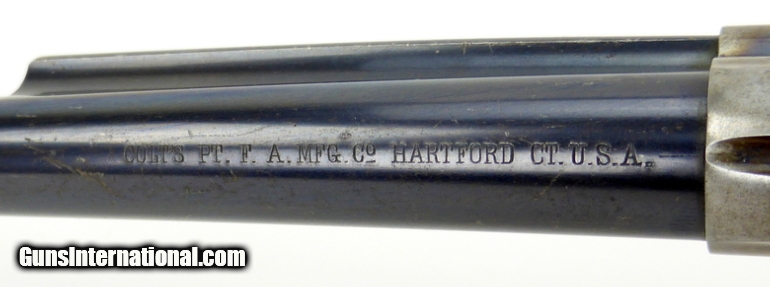 COLT'S PT. F. A. MFG. Co HARTFORD CT. U.S.A.
GunsInternational.com